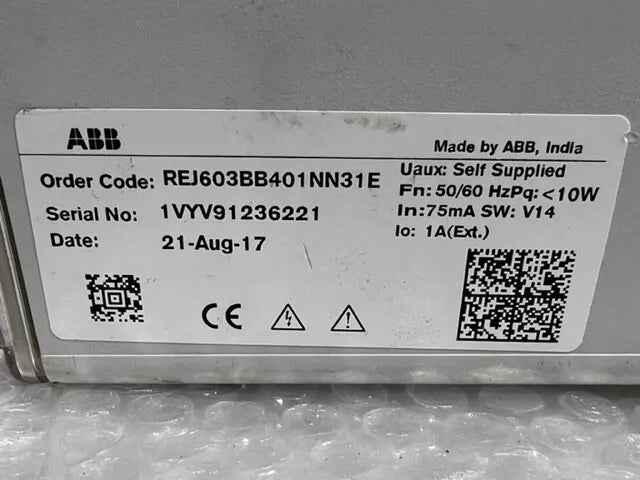 ABB
Made by ABB, India
Order Code: REJ603BB401NN31E
Serial No: 1VYV91236221
Date: 21-Aug-17
Uaux: Self Supplied
Fn: 50/60 HzPq: <10W
In: 75mA SW: V14
Io: 1A(Ext.)
CE